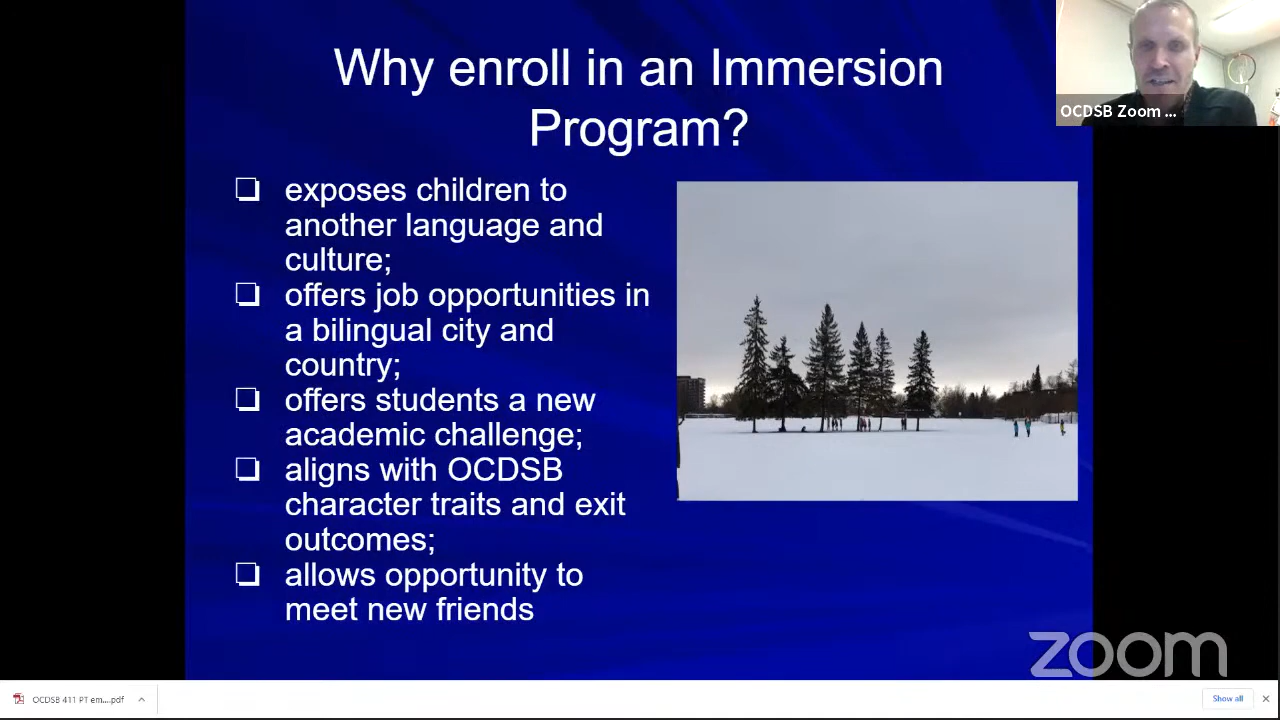 Why enroll in an Immersion
Program?
OCDSB Zoom ...
exposes children to
another language and
culture;
offers job opportunities in
a bilingual city and
country;
offers students a new
academic challenge;
aligns with OCDSB
character traits and exit
outcomes;
allows opportunity to
meet new friends
zoom
OCDSB 411 PT em....pdf
Show all